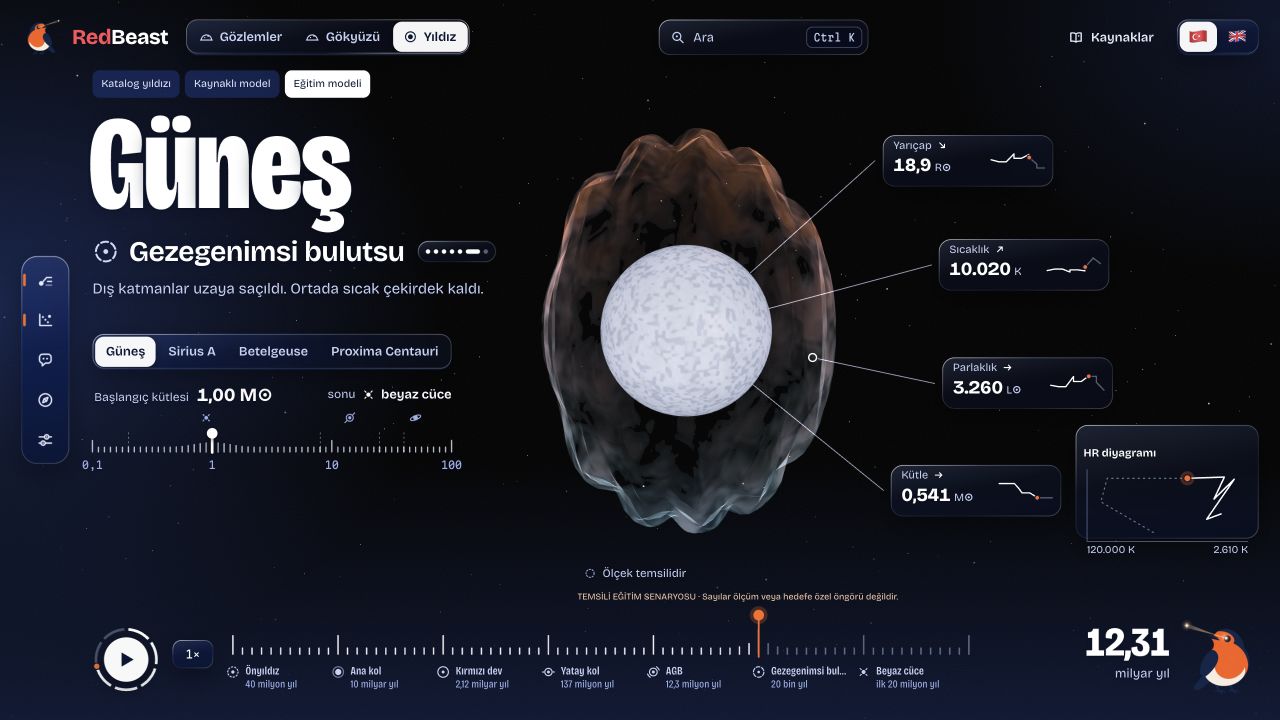 RedBeast
Gözlemler
Gökyüzü
Yıldız
Ara
Ctrl K
Kaynaklar
Katalog yıldızı
Kaynaklı model
Eğitim modeli
Güneş
Gezegenimsi bulutsu
Dış katmanlar uzaya saçıldı. Ortada sıcak çekirdek kaldı.
Güneş
Sirius A
Betelgeuse
Proxima Centauri
Başlangıç kütlesi 1,00 M☉
sonu beyaz cüce
0,1 1 10 100
Yarıçap ↘
18,9 R☉
Sıcaklık ↗
10.020 K
Parlaklık →
3.260 L☉
Kütle →
0,541 M☉
HR diyagramı
120.000 K 2.610 K
Ölçek temsilidir
TEMSİLİ EĞİTİM SENARYOSU · Sayılar ölçüm veya hedefe özel öngörü değildir.
1×
Önyıldız
40 milyon yıl
Ana kol
10 milyar yıl
Kırmızı dev
2,12 milyar yıl
Yatay kol
137 milyon yıl
AGB
12,3 milyon yıl
Gezegenimsi bul...
20 bin yıl
Beyaz cüce
ilk 20 milyon yıl
12,31
milyar yıl